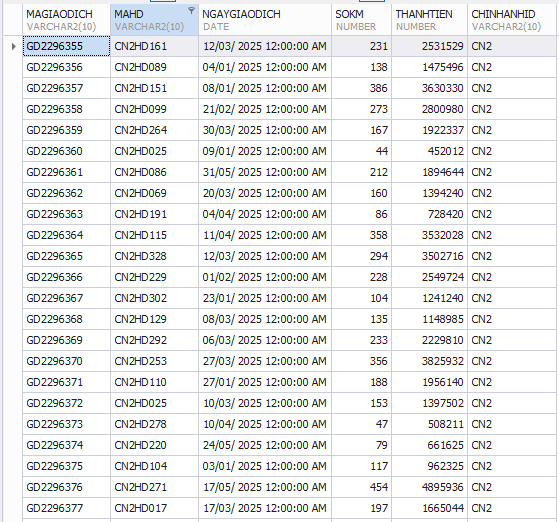 MAGIAODICH MAHD NGAYGIAODICH SOKM THANHTIEN CHINHANHID
VARCHAR2(10) VARCHAR2(10) DATE NUMBER NUMBER VARCHAR2(10)
GD2296355 CN2HD161 12/03/ 2025 12:00:00 AM 231 2531529 CN2
GD2296356 CN2HD089 04/01/ 2025 12:00:00 AM 138 1475496 CN2
GD2296357 CN2HD151 08/01/ 2025 12:00:00 AM 386 3630330 CN2
GD2296358 CN2HD099 21/02/ 2025 12:00:00 AM 273 2800980 CN2
GD2296359 CN2HD264 30/03/ 2025 12:00:00 AM 167 1922337 CN2
GD2296360 CN2HD025 09/01/ 2025 12:00:00 AM 44 452012 CN2
GD2296361 CN2HD086 31/05/ 2025 12:00:00 AM 212 1894644 CN2
GD2296362 CN2HD069 20/03/ 2025 12:00:00 AM 160 1394240 CN2
GD2296363 CN2HD191 04/04/ 2025 12:00:00 AM 86 728420 CN2
GD2296364 CN2HD115 11/04/ 2025 12:00:00 AM 358 3532028 CN2
GD2296365 CN2HD328 12/03/ 2025 12:00:00 AM 294 3502716 CN2
GD2296366 CN2HD229 01/02/ 2025 12:00:00 AM 228 2549724 CN2
GD2296367 CN2HD302 23/01/ 2025 12:00:00 AM 104 1241240 CN2
GD2296368 CN2HD129 08/03/ 2025 12:00:00 AM 135 1148985 CN2
GD2296369 CN2HD292 06/03/ 2025 12:00:00 AM 233 2229810 CN2
GD2296370 CN2HD253 27/03/ 2025 12:00:00 AM 356 3825932 CN2
GD2296371 CN2HD110 27/01/ 2025 12:00:00 AM 188 1956140 CN2
GD2296372 CN2HD025 10/03/ 2025 12:00:00 AM 153 1397502 CN2
GD2296373 CN2HD278 10/04/ 2025 12:00:00 AM 47 508211 CN2
GD2296374 CN2HD220 24/05/ 2025 12:00:00 AM 79 661625 CN2
GD2296375 CN2HD104 03/01/ 2025 12:00:00 AM 117 962325 CN2
GD2296376 CN2HD271 17/05/ 2025 12:00:00 AM 454 4895936 CN2
GD2296377 CN2HD017 17/03/ 2025 12:00:00 AM 197 1665044 CN2